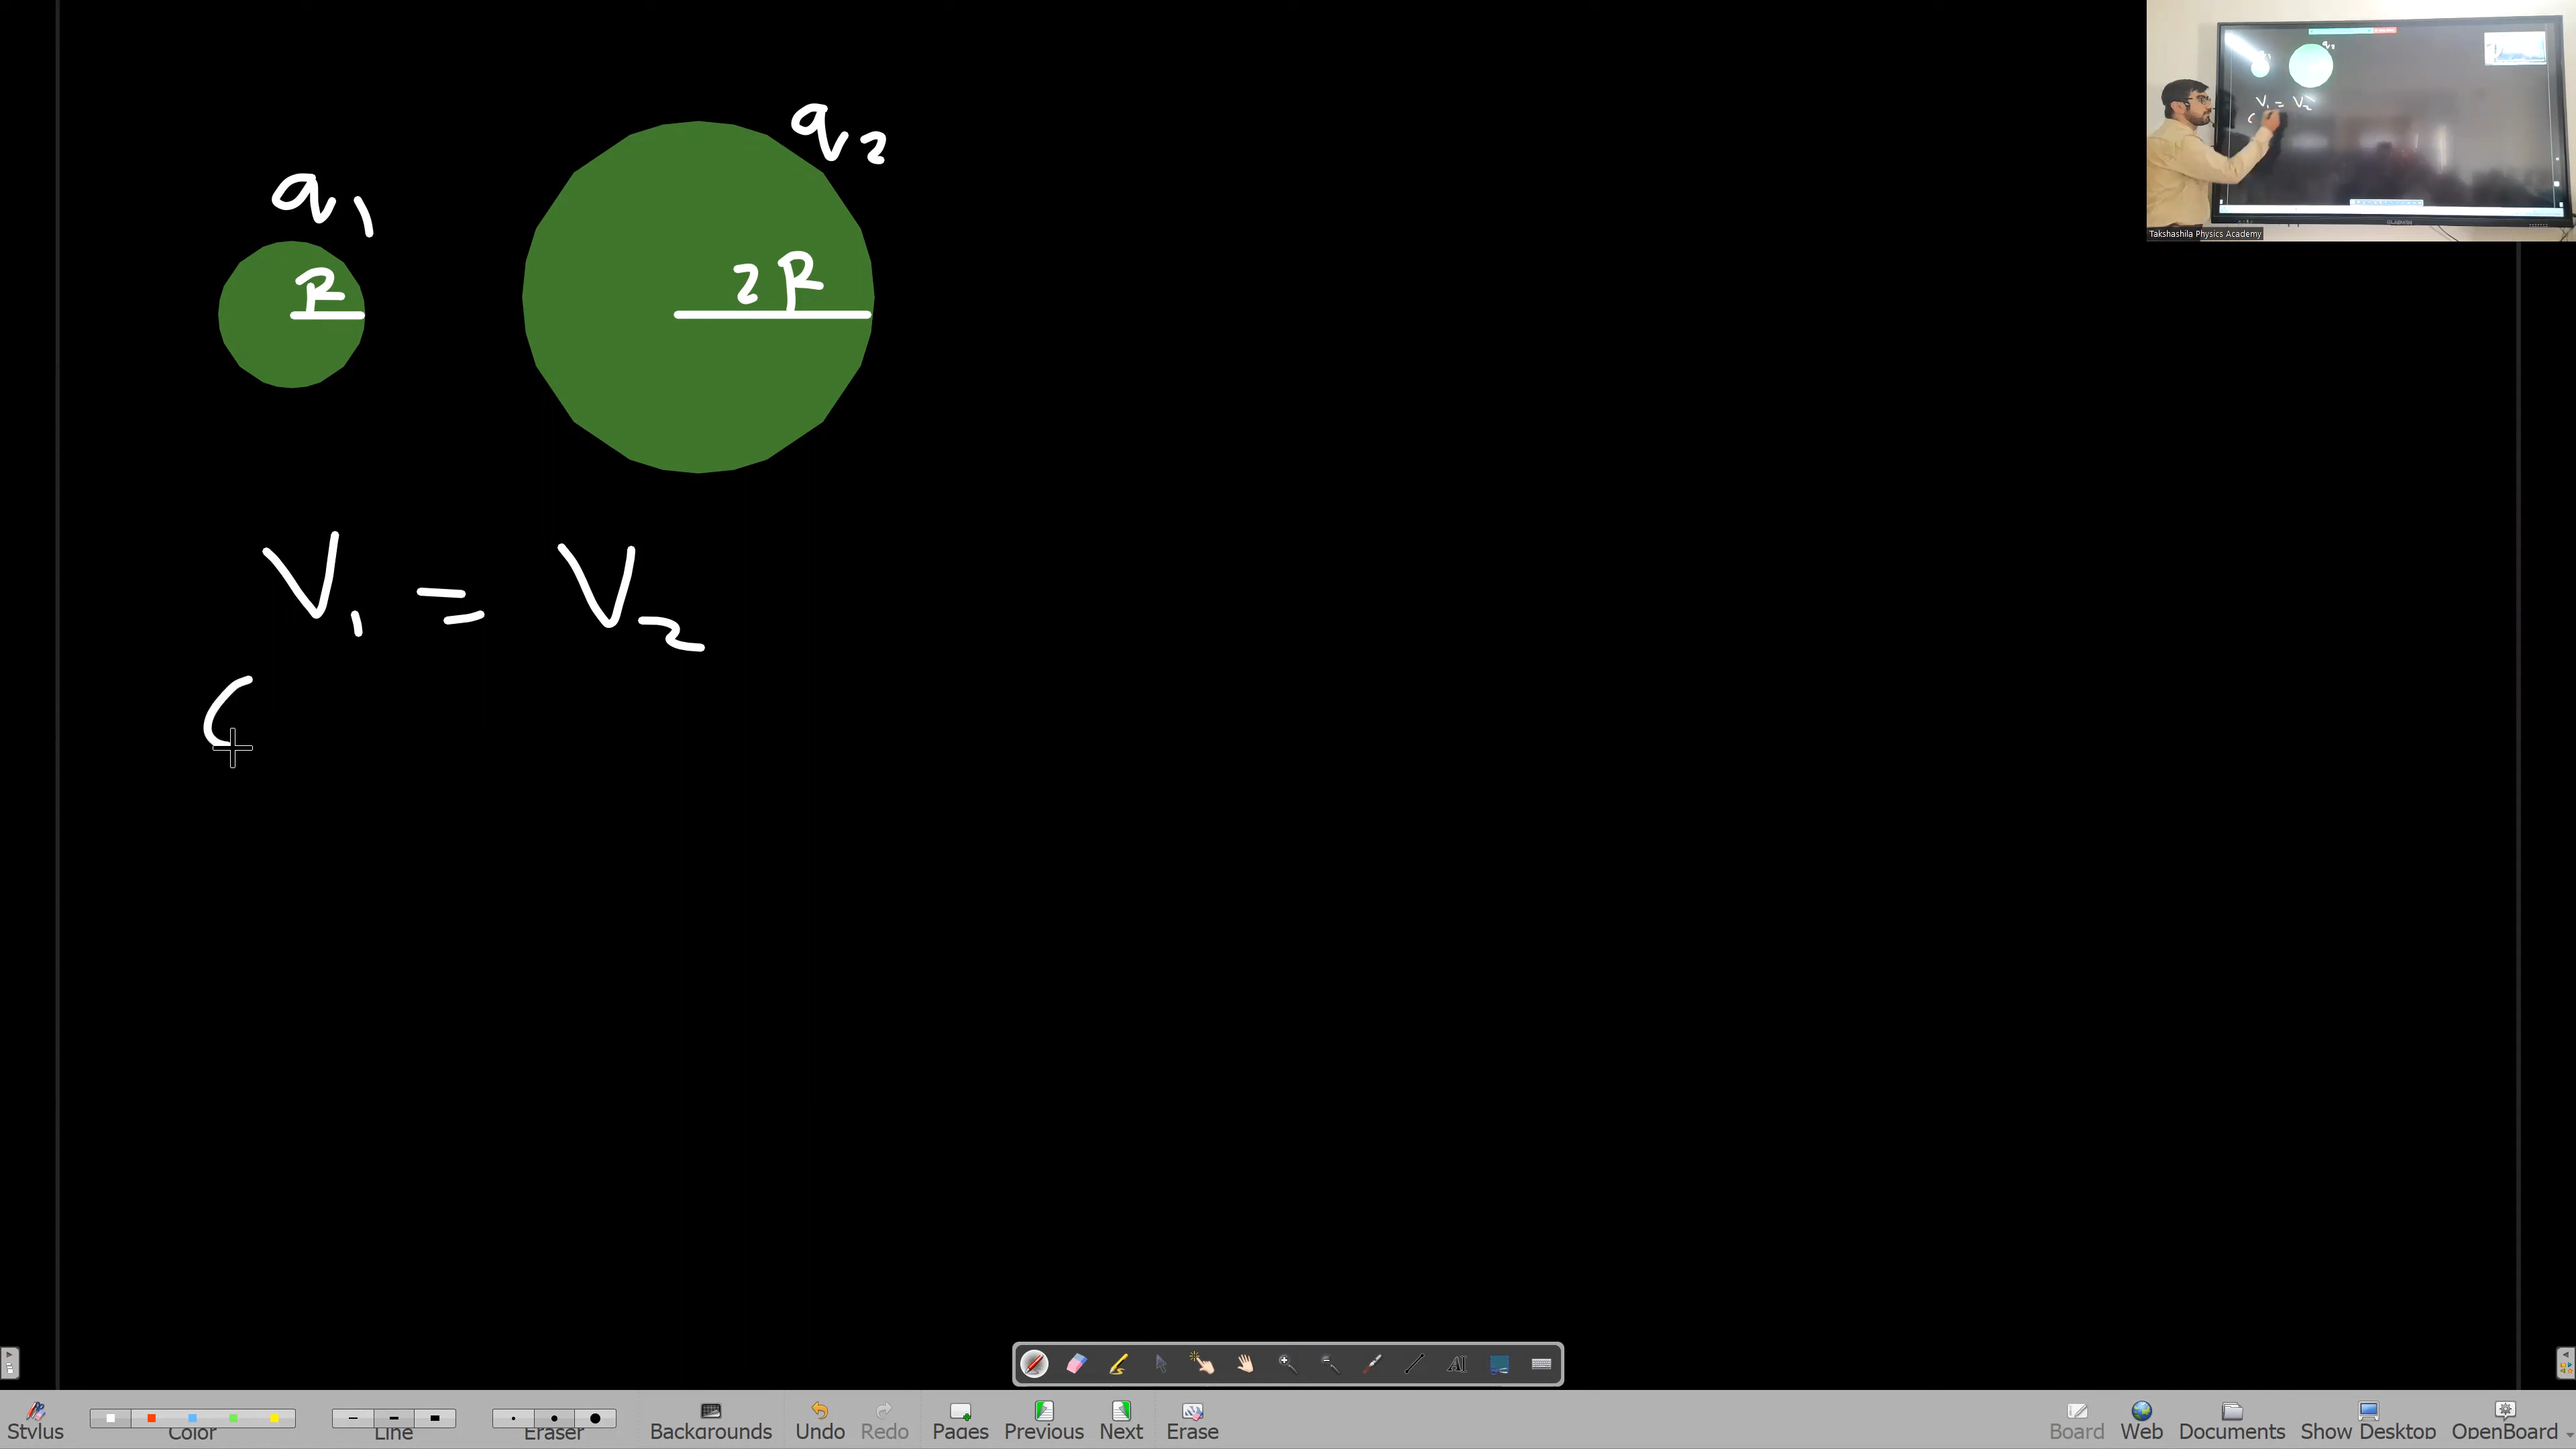 q1
q2
R
2R
V1 = V2
(
Takshashila Physics Academy
Stylus
Color
Line
Eraser
Backgrounds
Undo
Redo
Pages
Previous
Next
Erase
Board
Web
Documents
Show Desktop
OpenBoard